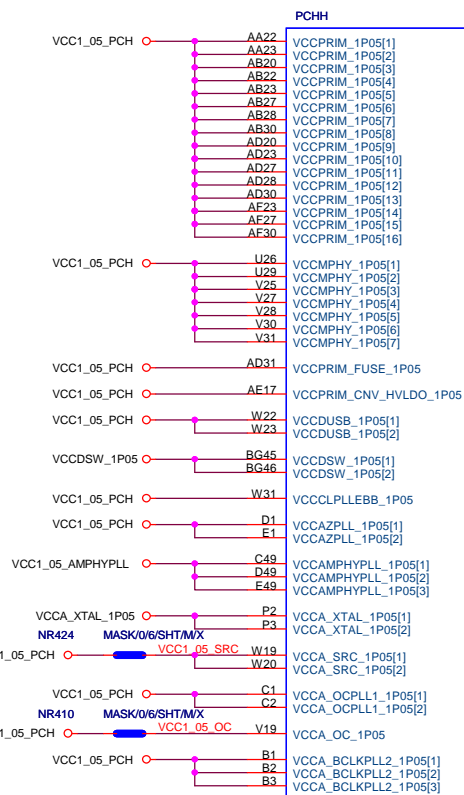 PCHH
VCC1_05_PCH AA22 VCCPRIM_1P05[1]
AA23 VCCPRIM_1P05[2]
AB20 VCCPRIM_1P05[3]
AB22 VCCPRIM_1P05[4]
AB23 VCCPRIM_1P05[5]
AB27 VCCPRIM_1P05[6]
AB28 VCCPRIM_1P05[7]
AB30 VCCPRIM_1P05[8]
AD20 VCCPRIM_1P05[9]
AD23 VCCPRIM_1P05[10]
AD27 VCCPRIM_1P05[11]
AD28 VCCPRIM_1P05[12]
AD30 VCCPRIM_1P05[13]
AF23 VCCPRIM_1P05[14]
AF27 VCCPRIM_1P05[15]
AF30 VCCPRIM_1P05[16]
VCC1_05_PCH U26 VCCMPHY_1P05[1]
U29 VCCMPHY_1P05[2]
V25 VCCMPHY_1P05[3]
V27 VCCMPHY_1P05[4]
V28 VCCMPHY_1P05[5]
V30 VCCMPHY_1P05[6]
V31 VCCMPHY_1P05[7]
VCC1_05_PCH AD31 VCCPRIM_FUSE_1P05
VCC1_05_PCH AE17 VCCPRIM_CNV_HVLDO_1P05
VCC1_05_PCH W22 VCCDUSB_1P05[1]
W23 VCCDUSB_1P05[2]
VCCDSW_1P05 BG45 VCCDSW_1P05[1]
BG46 VCCDSW_1P05[2]
VCC1_05_PCH W31 VCCCLPLLEBB_1P05
VCC1_05_PCH D1 VCCAZPLL_1P05[1]
E1 VCCAZPLL_1P05[2]
VCC1_05_AMPHYPLL C49 VCCAMPHYPLL_1P05[1]
D49 VCCAMPHYPLL_1P05[2]
E49 VCCAMPHYPLL_1P05[3]
VCCA_XTAL_1P05 P2 VCCA_XTAL_1P05[1]
P3 VCCA_XTAL_1P05[2]
NR424 MASK/0/6/SHT/M/X
1_05_PCH VCC1_05_SRC W19 VCCA_SRC_1P05[1]
W20 VCCA_SRC_1P05[2]
VCC1_05_PCH C1 VCCA_OCPLL1_1P05[1]
C2 VCCA_OCPLL1_1P05[2]
NR410 MASK/0/6/SHT/M/X
1_05_PCH VCC1_05_OC V19 VCCA_OC_1P05
VCC1_05_PCH B1 VCCA_BCLKPLL2_1P05[1]
B2 VCCA_BCLKPLL2_1P05[2]
B3 VCCA_BCLKPLL2_1P05[3]